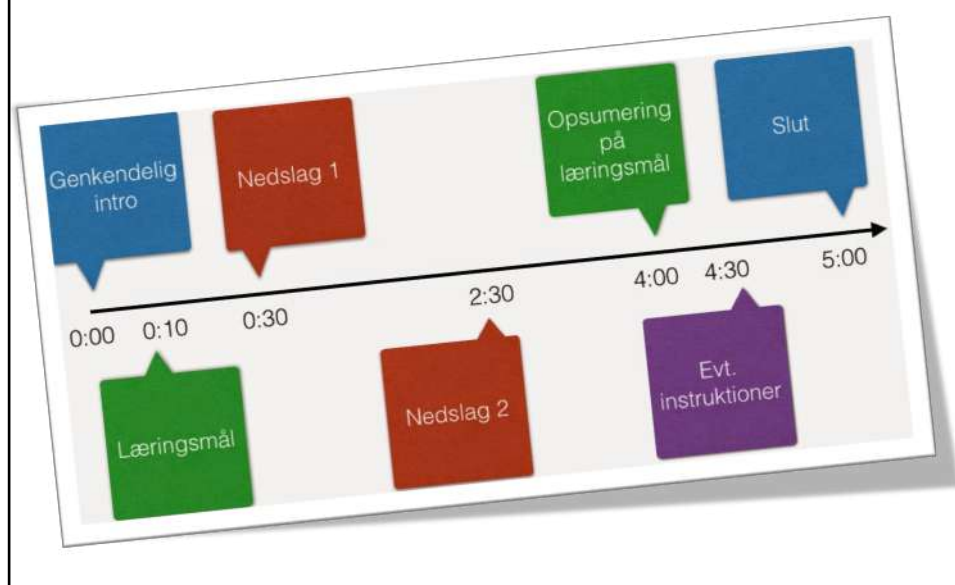 Genkendelig
intro
Nedslag 1
Opsumering
på
læringsmål
Slut
0:00
0:10
0:30
2:30
4:00
4:30
5:00
Læringsmål
Nedslag 2
Evt.
instruktioner